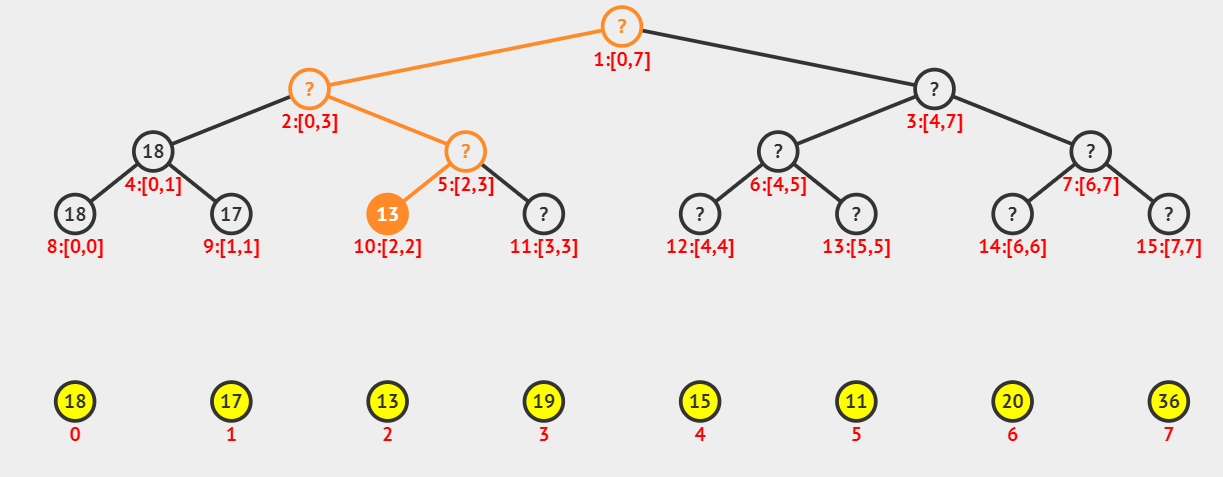 ?
1:[0,7]
? ?
2:[0,3] 3:[4,7]
18 ? ? ?
4:[0,1] 5:[2,3] 6:[4,5] 7:[6,7]
18 17 13 ? ? ? ? ?
8:[0,0] 9:[1,1] 10:[2,2] 11:[3,3] 12:[4,4] 13:[5,5] 14:[6,6] 15:[7,7]
18 17 13 19 15 11 20 36
0 1 2 3 4 5 6 7